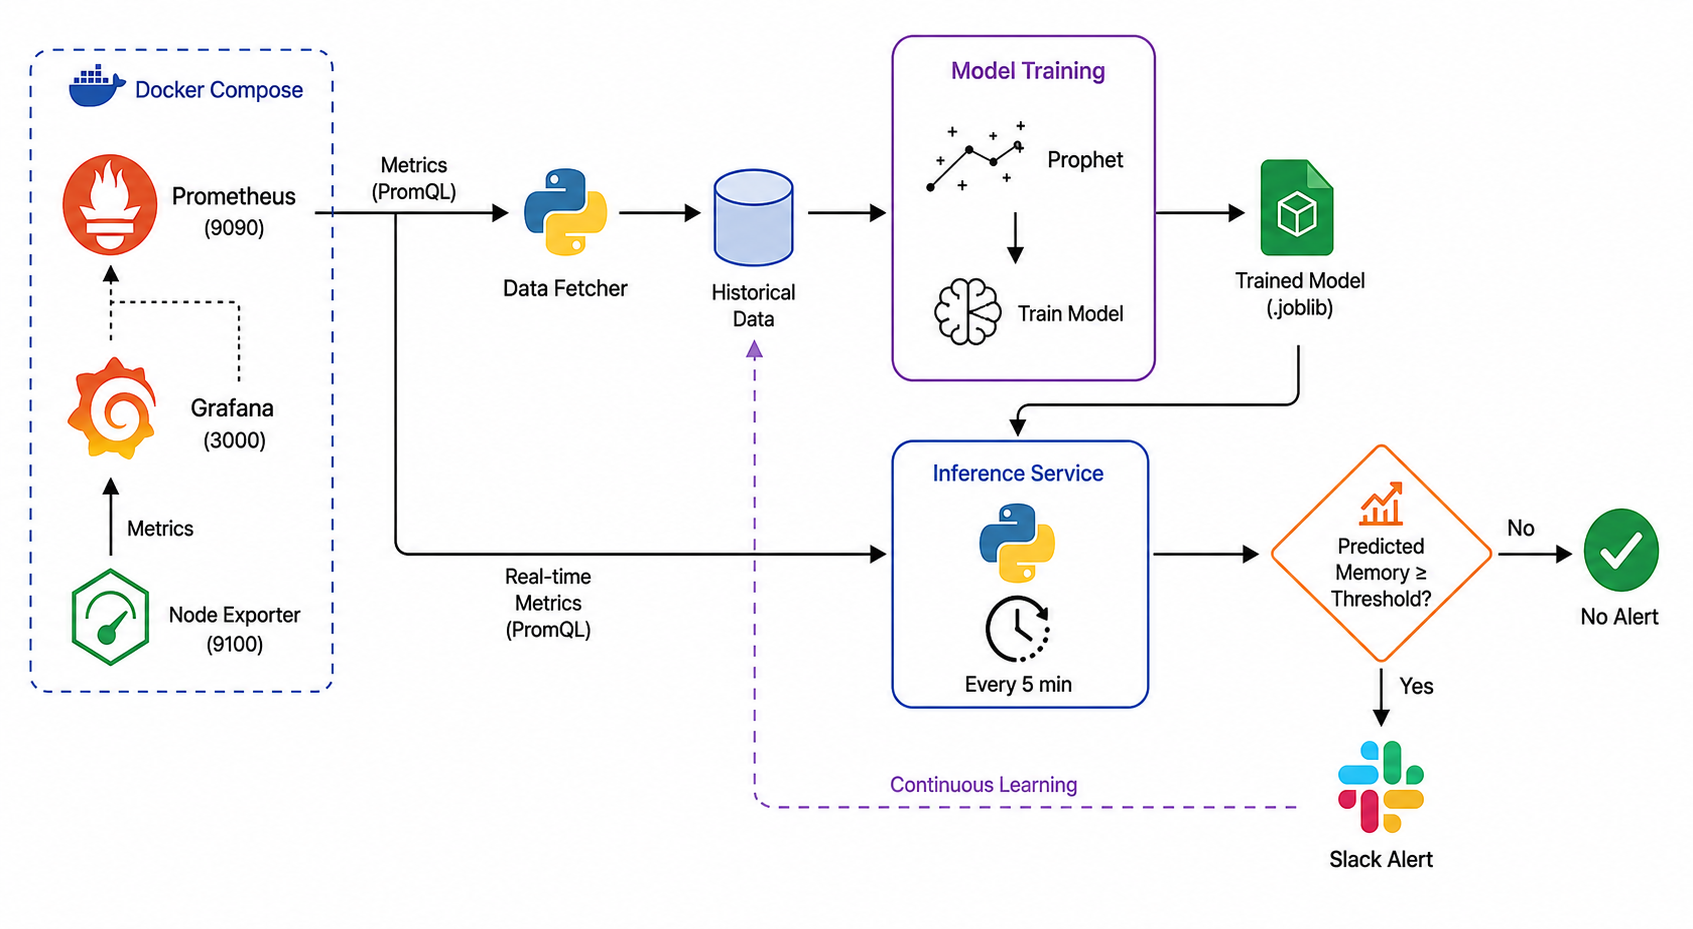 Docker Compose
Prometheus
(9090)
Grafana
(3000)
Metrics
Node Exporter
(9100)
Metrics
(PromQL)
Data Fetcher
Historical
Data
Model Training
Prophet
Train Model
Trained Model
(.joblib)
Real-time
Metrics
(PromQL)
Inference Service
Every 5 min
Predicted
Memory ≥
Threshold?
No
No Alert
Yes
Slack Alert
Continuous Learning